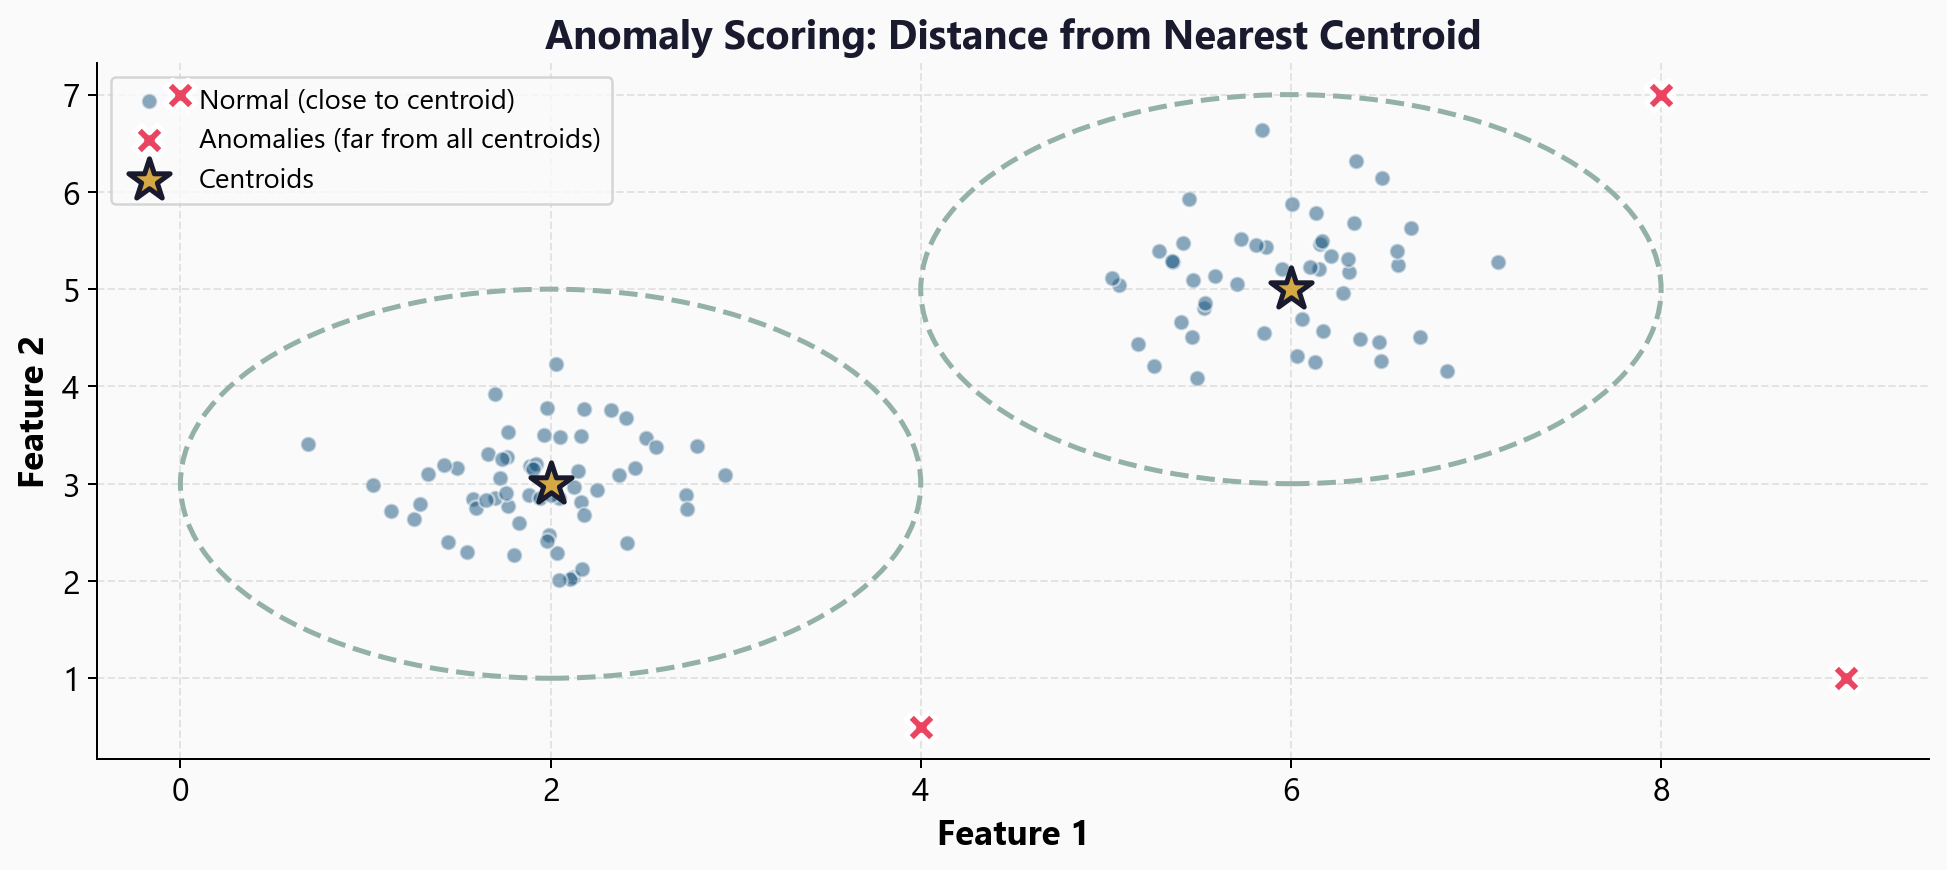 Anomaly Scoring: Distance from Nearest Centroid
Normal (close to centroid)
Anomalies (far from all centroids)
Centroids
7
6
5
4
3
2
1
Feature 2
0 2 4 6 8
Feature 1